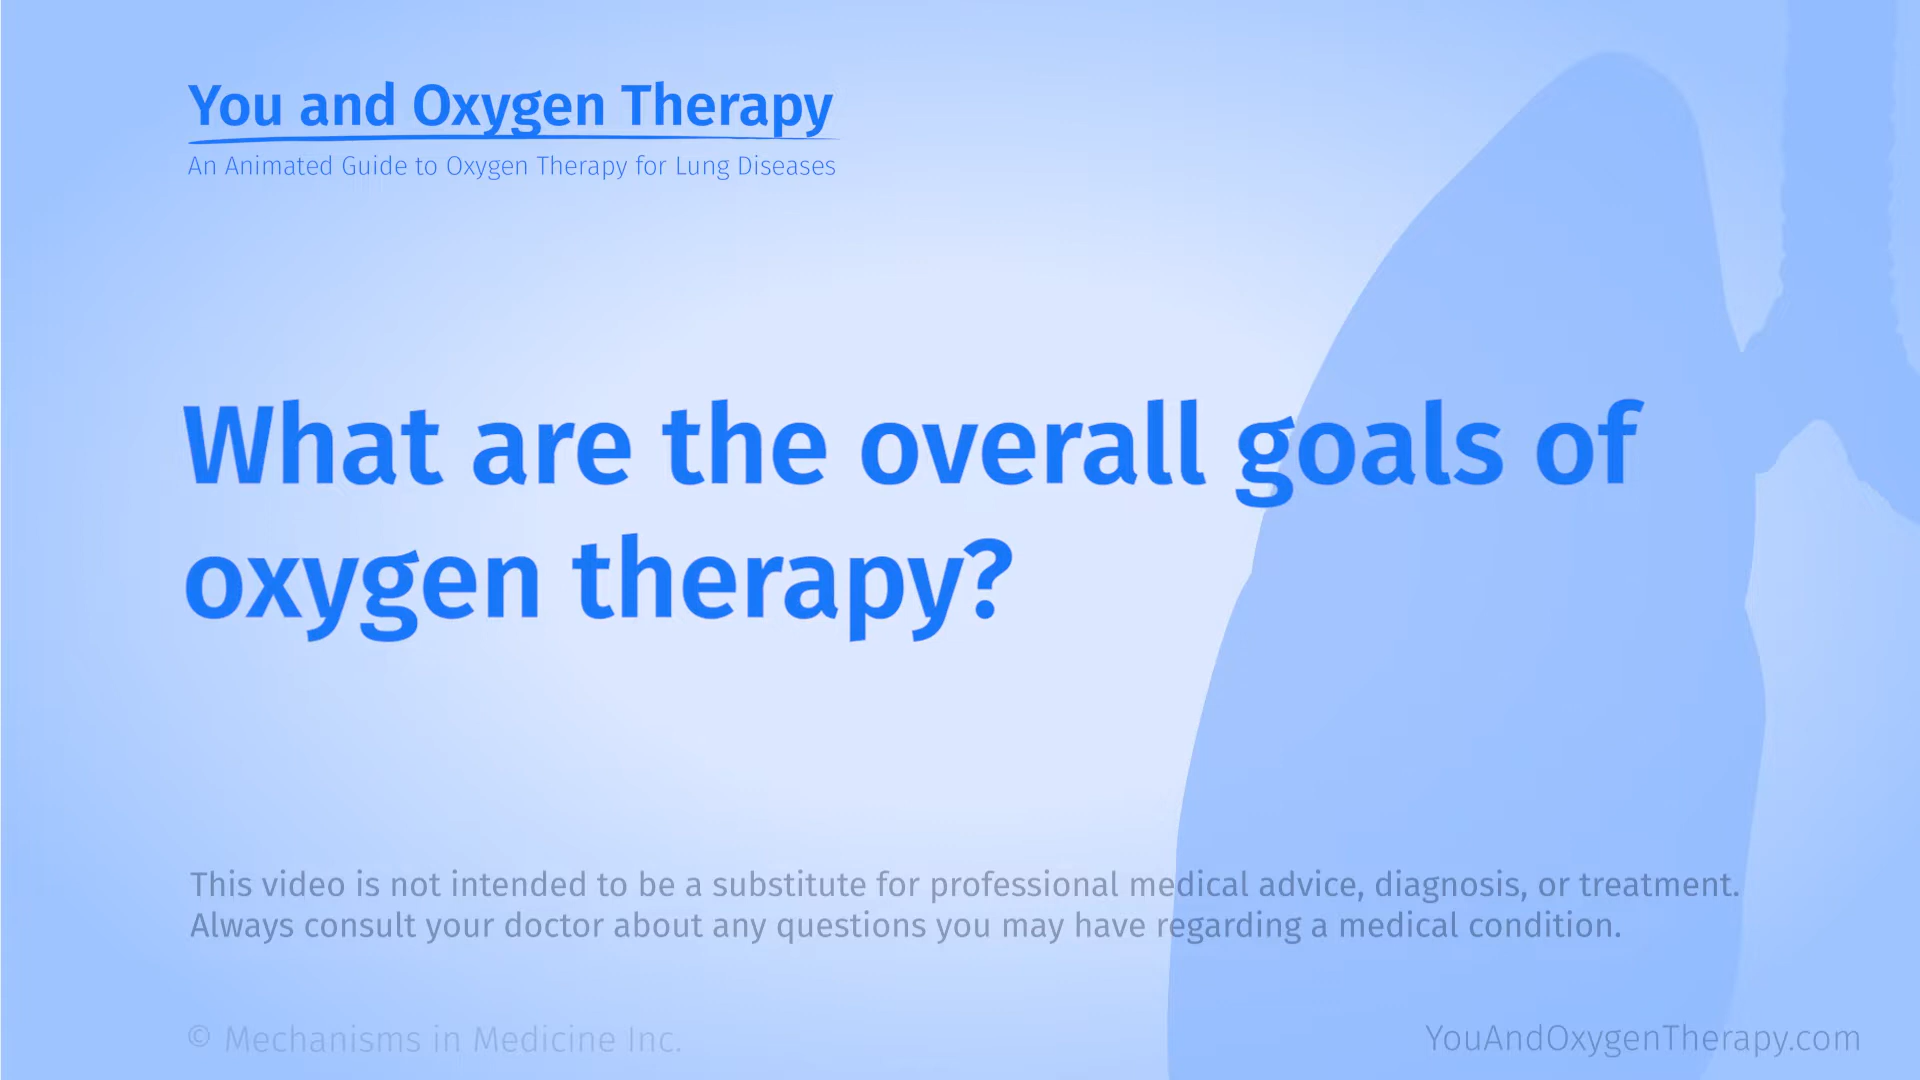 You and Oxygen Therapy
An Animated Guide to Oxygen Therapy for Lung Diseases
What are the overall goals of
oxygen therapy?
This video is not intended to be a substitute for professional medical advice, diagnosis, or treatment.
Always consult your doctor about any questions you may have regarding a medical condition.
© Mechanisms in Medicine Inc.
YouAndOxygenTherapy.com